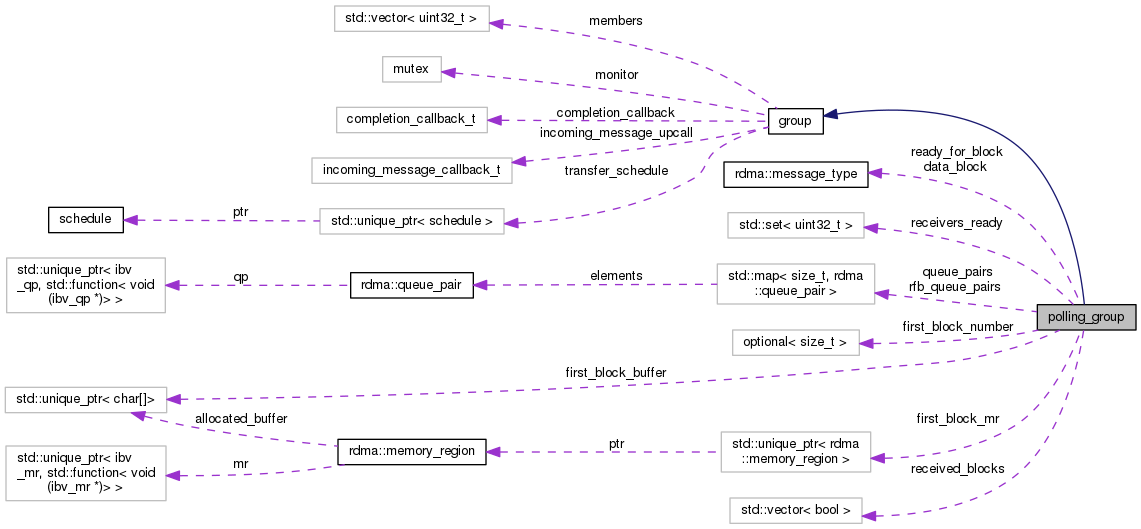 std::vector< uint32_t >
members
mutex
monitor
completion_callback_t
completion_callback
group
incoming_message_upcall
incoming_message_callback_t
transfer_schedule
ready_for_block
data_block
rdma::message_type
schedule
ptr
std::unique_ptr< schedule >
std::set< uint32_t >
receivers_ready
std::unique_ptr< ibv
_qp, std::function< void
(ibv_qp *)> >
qp
rdma::queue_pair
elements
std::map< size_t, rdma
::queue_pair >
queue_pairs
rfb_queue_pairs
polling_group
optional< size_t >
first_block_number
first_block_buffer
std::unique_ptr< char[]>
allocated_buffer
first_block_mr
std::unique_ptr< ibv
_mr, std::function< void
(ibv_mr *)> >
mr
rdma::memory_region
ptr
std::unique_ptr< rdma
::memory_region >
received_blocks
std::vector< bool >